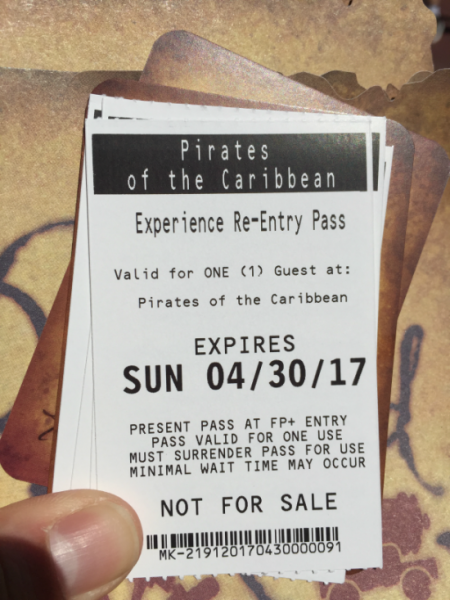 Pirates
of the Caribbean
Experience Re-Entry Pass
Valid for ONE (1) Guest at:
Pirates of the Caribbean
EXPIRES
SUN 04/30/17
PRESENT PASS AT FP+ ENTRY
PASS VALID FOR ONE USE
MUST SURRENDER PASS FOR USE
MINIMAL WAIT TIME MAY OCCUR
NOT FOR SALE
MK-219120170430000091